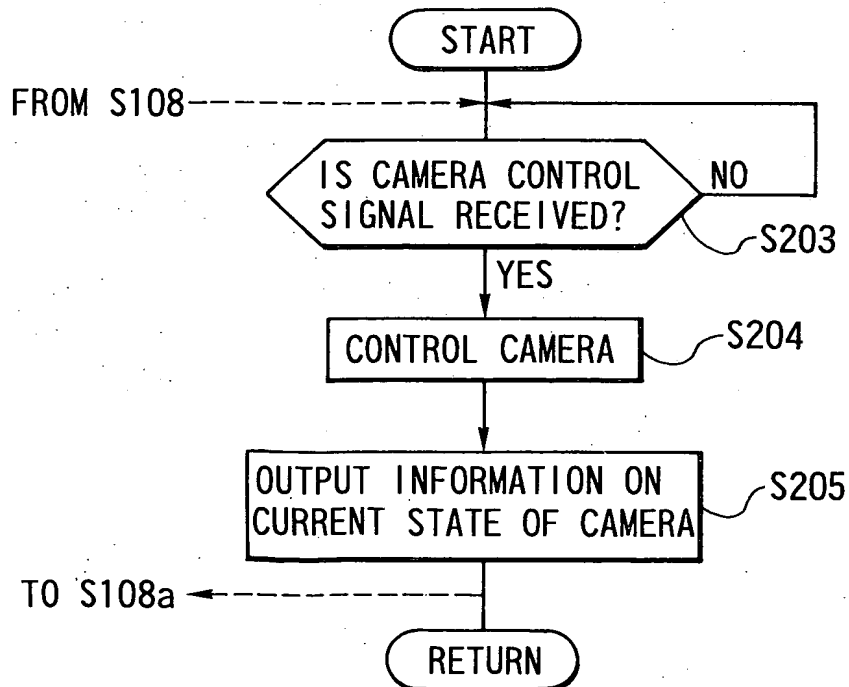 START
FROM S108
IS CAMERA CONTROL
SIGNAL RECEIVED?
NO
S203
YES
CONTROL CAMERA
S204
OUTPUT INFORMATION ON
CURRENT STATE OF CAMERA
S205
TO S108a
RETURN